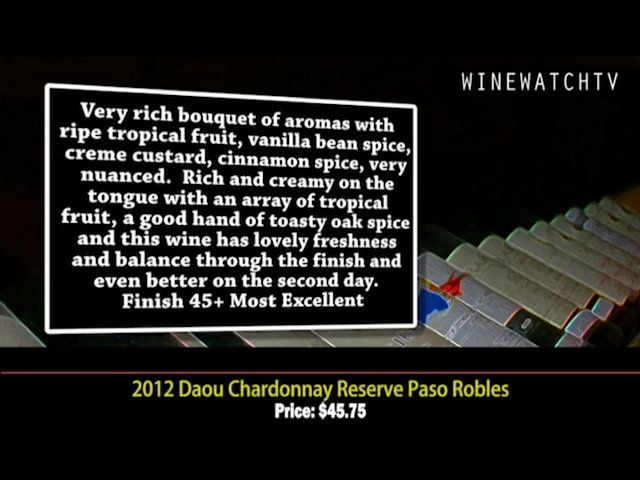 WINEWATCHTV
Very rich bouquet of aromas with
ripe tropical fruit, vanilla bean spice,
creme custard, cinnamon spice, very
nuanced. Rich and creamy on the
tongue with an array of tropical
fruit, a good hand of toasty oak spice
and this wine has lovely freshness
and balance through the finish and
even better on the second day.
Finish 45+ Most Excellent
2012 Daou Chardonnay Reserve Paso Robles
Price: $45.75